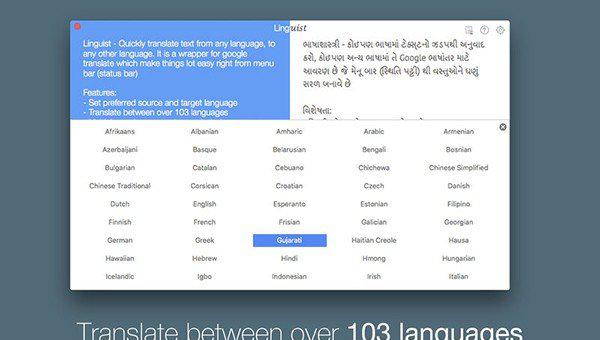 Linguist
Linguist - Quickly translate text from any language, to
any other language. It is a wrapper for google
translate which make things lot easy right from menu
bar (status bar)
Features:
- Set preferred source and target language
- Translate between over 103 languages
ભાષાશાસ્ત્રી - કોઈપણ ભાષામાં ટેક્સ્ટનો ઝડપથી અનુવાદ
કરો, કોઈપણ અન્ય ભાષામાં તે Google ભાષાંતર માટે
આવરણ છે જે મેનૂ બાર (સ્થિતિ પટ્ટી) થી વસ્તુઓને ઘણું
સરળ બનાવે છે
વિશેષતા:
Afrikaans Albanian Amharic Arabic Armenian
Azerbaijani Basque Belarusian Bengali Bosnian
Bulgarian Catalan Cebuano Chichewa Chinese Simplified
Chinese Traditional Corsican Croatian Czech Danish
Dutch English Esperanto Estonian Filipino
Finnish French Frisian Galician Georgian
German Greek Gujarati Haitian Creole Hausa
Hawaiian Hebrew Hindi Hmong Hungarian
Icelandic Igbo Indonesian Irish Italian
Translate between over 103 languages